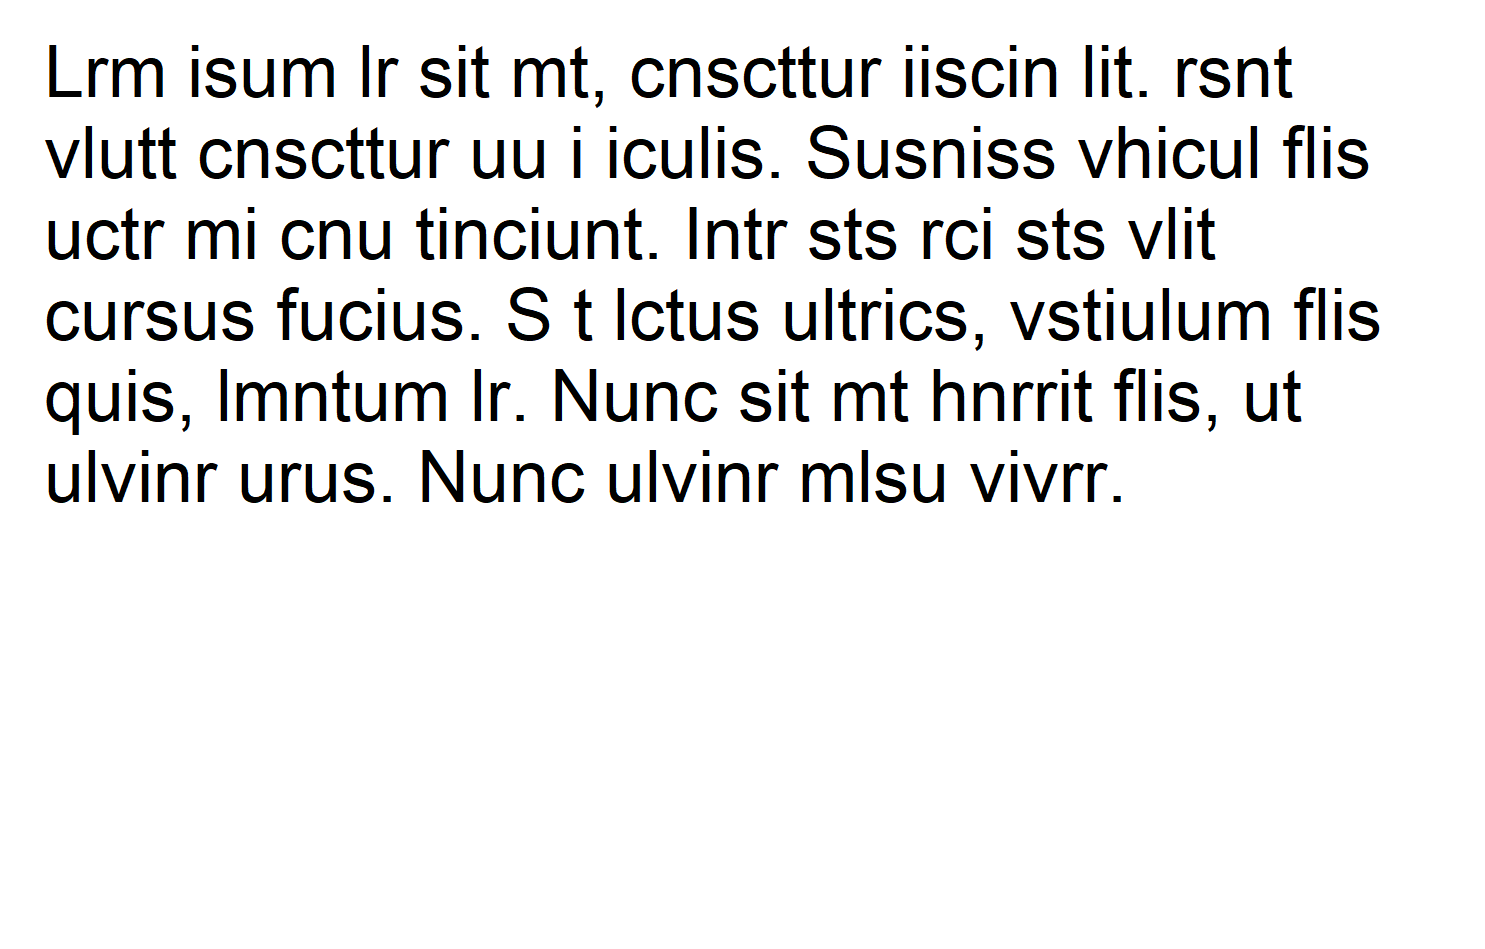 Lrm isum lr sit mt, cnscttur iiscin lit. rsnt
vlutt cnscttur uu i iculis. Susniss vhicul flis
uctr mi cnu tinciunt. Intr sts rci sts vlit
cursus fucius. S t lctus ultrics, vstiulum flis
quis, lmntum lr. Nunc sit mt hnrrit flis, ut
ulvinr urus. Nunc ulvinr mlsu vivrr.